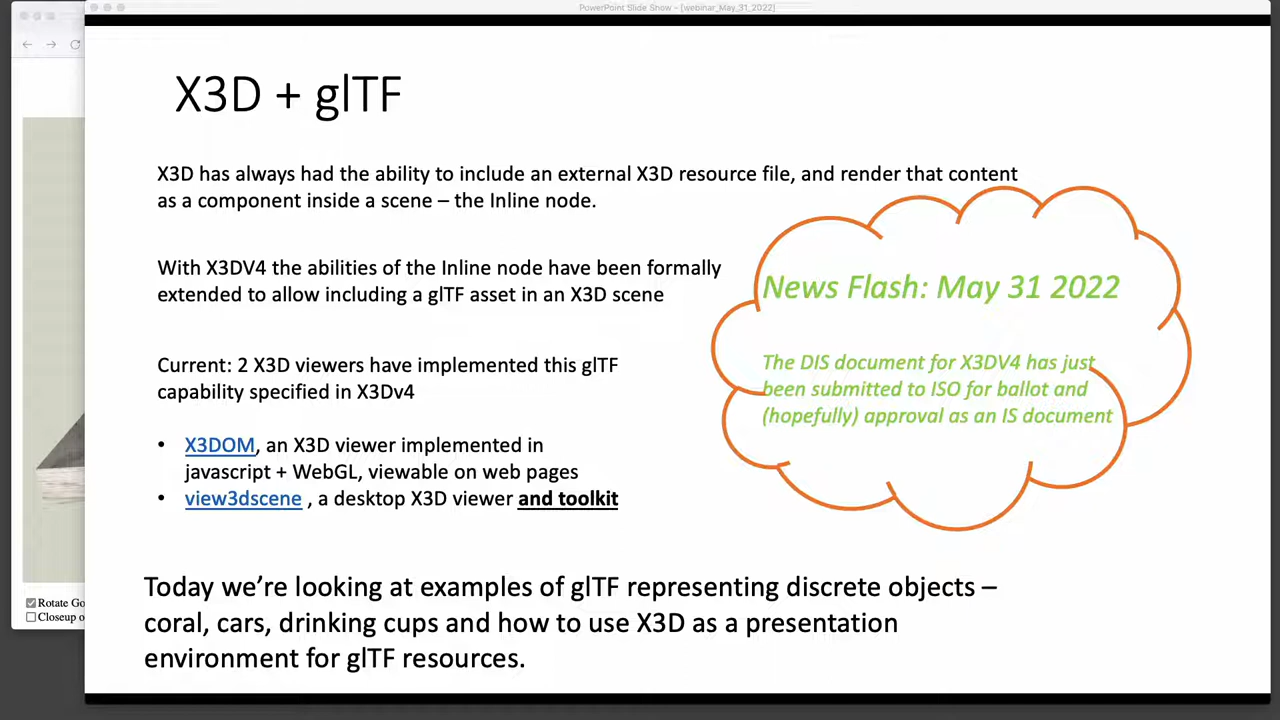 PowerPoint Slide Show - [webinar_May_31_2022]
X3D + glTF
X3D has always had the ability to include an external X3D resource file, and render that content
as a component inside a scene – the Inline node.
With X3DV4 the abilities of the Inline node have been formally
extended to allow including a glTF asset in an X3D scene
Current: 2 X3D viewers have implemented this glTF
capability specified in X3Dv4
• X3DOM, an X3D viewer implemented in
javascript + WebGL, viewable on web pages
• view3dscene , a desktop X3D viewer and toolkit
News Flash: May 31 2022
The DIS document for X3DV4 has just
been submitted to ISO for ballot and
(hopefully) approval as an IS document
Today we’re looking at examples of glTF representing discrete objects –
coral, cars, drinking cups and how to use X3D as a presentation
environment for glTF resources.
Rotate Go
Closeup o